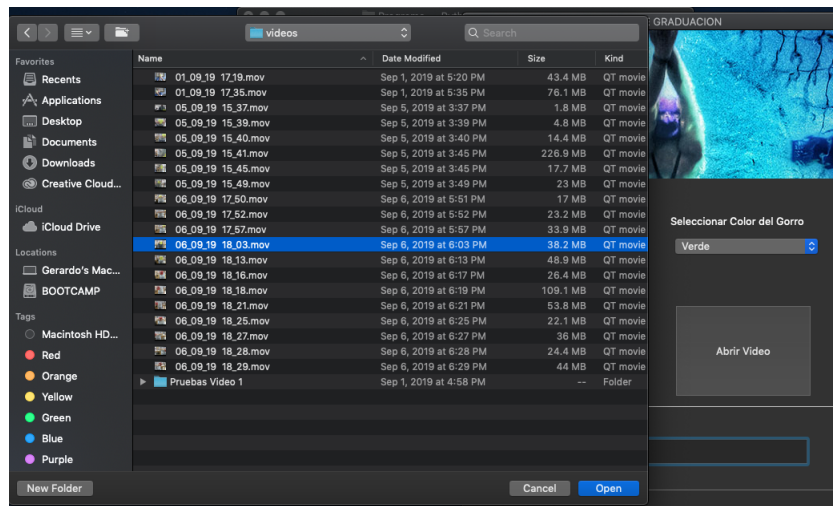 GRADUACION
videos
Search
Favorites
Recents
Applications
Desktop
Documents
Downloads
Creative Cloud...
iCloud
iCloud Drive
Locations
Gerardo's Mac...
BOOTCAMP
Tags
Macintosh HD...
Red
Orange
Yellow
Green
Blue
Purple
Name Date Modified Size Kind
01_09_19 17_19.mov Sep 1, 2019 at 5:20 PM 43.4 MB QT movie
01_09_19 17_35.mov Sep 1, 2019 at 5:35 PM 76.1 MB QT movie
05_09_19 15_37.mov Sep 5, 2019 at 3:37 PM 1.8 MB QT movie
05_09_19 15_39.mov Sep 5, 2019 at 3:39 PM 4.8 MB QT movie
05_09_19 15_40.mov Sep 5, 2019 at 3:40 PM 14.4 MB QT movie
05_09_19 15_41.mov Sep 5, 2019 at 3:45 PM 226.9 MB QT movie
05_09_19 15_45.mov Sep 5, 2019 at 3:45 PM 17.7 MB QT movie
05_09_19 15_49.mov Sep 5, 2019 at 3:49 PM 23 MB QT movie
06_09_19 17_50.mov Sep 6, 2019 at 5:51 PM 17 MB QT movie
06_09_19 17_52.mov Sep 6, 2019 at 5:52 PM 23.2 MB QT movie
06_09_19 17_57.mov Sep 6, 2019 at 5:57 PM 33.9 MB QT movie
06_09_19 18_03.mov Sep 6, 2019 at 6:03 PM 38.2 MB QT movie
06_09_19 18_13.mov Sep 6, 2019 at 6:13 PM 48.9 MB QT movie
06_09_19 18_16.mov Sep 6, 2019 at 6:17 PM 26.4 MB QT movie
06_09_19 18_18.mov Sep 6, 2019 at 6:19 PM 109.1 MB QT movie
06_09_19 18_21.mov Sep 6, 2019 at 6:21 PM 53.8 MB QT movie
06_09_19 18_25.mov Sep 6, 2019 at 6:25 PM 22.1 MB QT movie
06_09_19 18_27.mov Sep 6, 2019 at 6:27 PM 36 MB QT movie
06_09_19 18_28.mov Sep 6, 2019 at 6:28 PM 24.4 MB QT movie
06_09_19 18_29.mov Sep 6, 2019 at 6:29 PM 44 MB QT movie
Pruebas Video 1 Sep 1, 2019 at 4:58 PM -- Folder
New Folder
Cancel
Open
Seleccionar Color del Gorro
Verde
Abrir Video